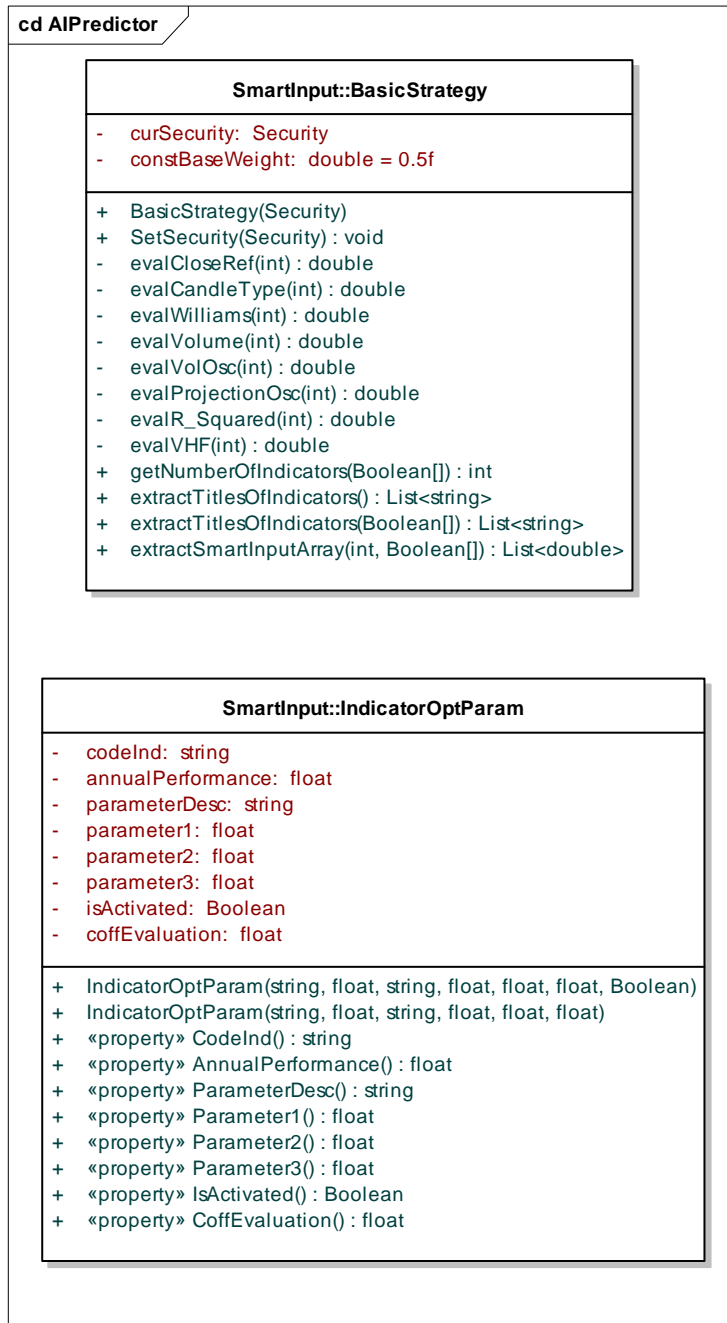 cd AIPredictor
SmartInput::BasicStrategy
- curSecurity: Security
- constBaseWeight: double = 0.5f
+ BasicStrategy(Security)
+ SetSecurity(Security) : void
- evalCloseRef(int) : double
- evalCandleType(int) : double
- evalWilliams(int) : double
- evalVolume(int) : double
- evalVolOsc(int) : double
- evalProjectionOsc(int) : double
- evalR_Squared(int) : double
- evalVHF(int) : double
+ getNumberOfIndicators(Boolean[]) : int
+ extractTitlesOfIndicators() : List<string>
+ extractTitlesOfIndicators(Boolean[]) : List<string>
+ extractSmartInputArray(int, Boolean[]) : List<double>
SmartInput::IndicatorOptParam
- codeInd: string
- annualPerformance: float
- parameterDesc: string
- parameter1: float
- parameter2: float
- parameter3: float
- isActivated: Boolean
- coffEvaluation: float
+ IndicatorOptParam(string, float, string, float, float, float, Boolean)
+ IndicatorOptParam(string, float, string, float, float, float)
+ «property» CodeInd() : string
+ «property» AnnualPerformance() : float
+ «property» ParameterDesc() : string
+ «property» Parameter1() : float
+ «property» Parameter2() : float
+ «property» Parameter3() : float
+ «property» IsActivated() : Boolean
+ «property» CoffEvaluation() : float